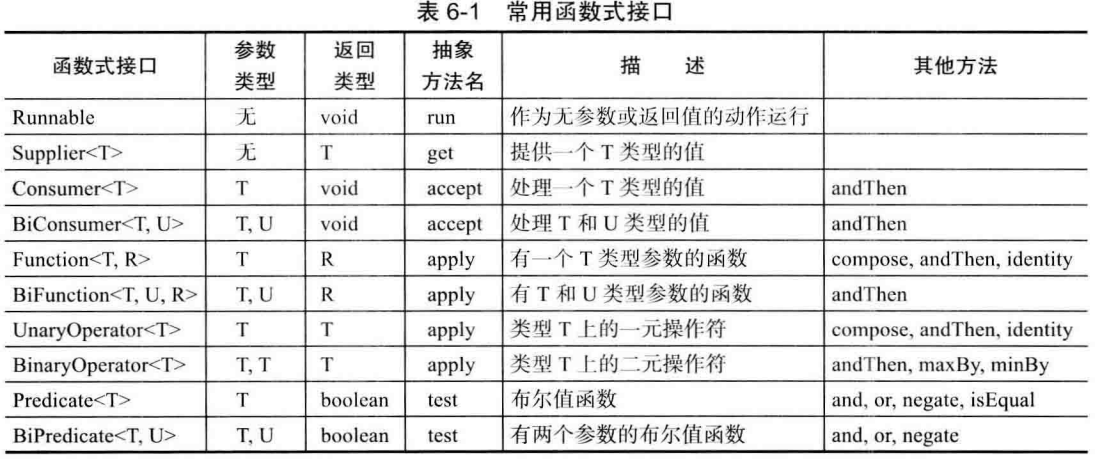 表 6-1 常用函数式接口
函数式接口 参数类型 返回类型 抽象方法名 描 述 其他方法
Runnable 无 void run 作为无参数或返回值的动作运行
Supplier<T> 无 T get 提供一个 T 类型的值
Consumer<T> T void accept 处理一个 T 类型的值 andThen
BiConsumer<T, U> T, U void accept 处理 T 和 U 类型的值 andThen
Function<T, R> T R apply 有一个 T 类型参数的函数 compose, andThen, identity
BiFunction<T, U, R> T, U R apply 有 T 和 U 类型参数的函数 andThen
UnaryOperator<T> T T apply 类型 T 上的一元操作符 compose, andThen, identity
BinaryOperator<T> T, T T apply 类型 T 上的二元操作符 andThen, maxBy, minBy
Predicate<T> T boolean test 布尔值函数 and, or, negate, isEqual
BiPredicate<T, U> T, U boolean test 有两个参数的布尔值函数 and, or, negate